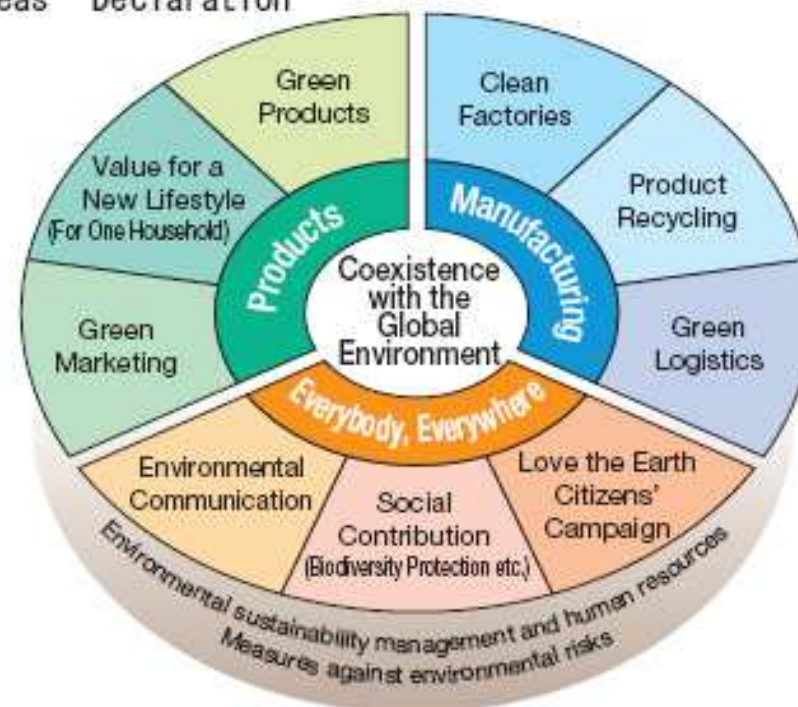 Declaration
Green
Products
Clean
Factories
Value for a
New Lifestyle
(For One Household)
Product
Recycling
Products
Manufacturing
Coexistence
with the
Global
Environment
Green
Marketing
Green
Logistics
Everybody, Everywhere
Environmental
Communication
Social
Contribution
(Biodiversity Protection etc.)
Love the Earth
Citizens'
Campaign
Environmental sustainability management and human resources
Measures against environmental risks